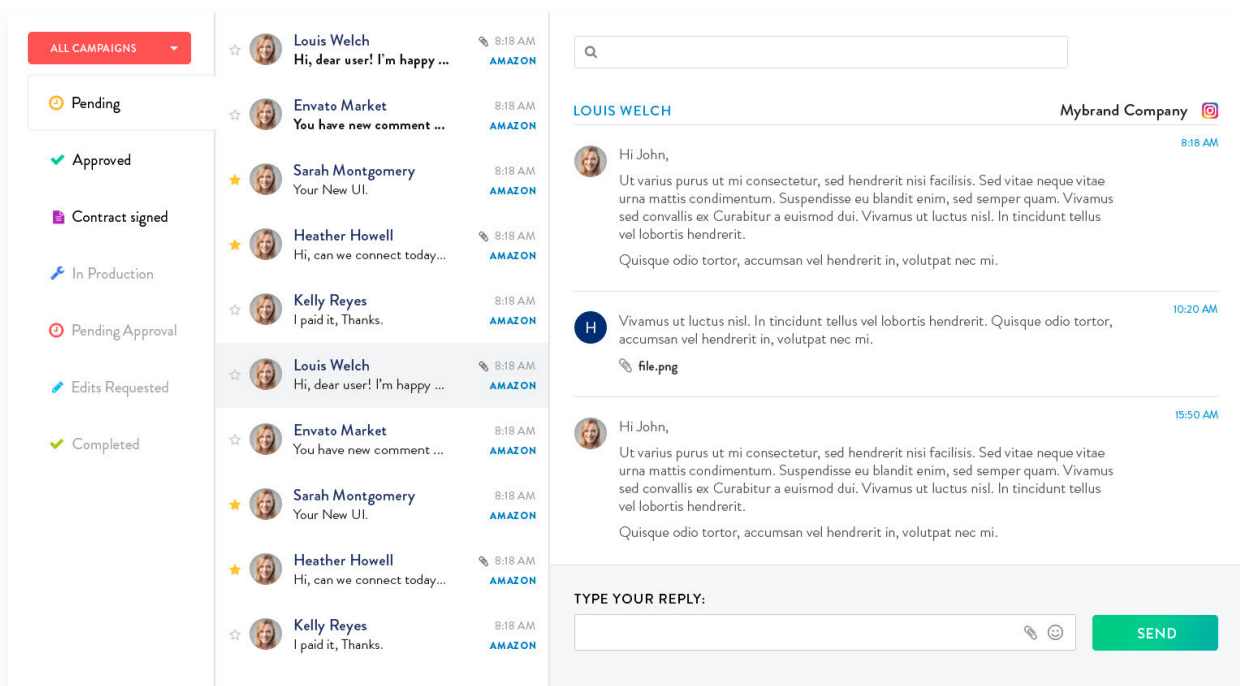 ALL CAMPAIGNS
Pending
Approved
Contract signed
In Production
Pending Approval
Edits Requested
Completed
Louis Welch 8:18 AM
Hi, dear user! I'm happy ... AMAZON
Envato Market 8:18 AM
You have new comment ... AMAZON
Sarah Montgomery 8:18 AM
Your New UI. AMAZON
Heather Howell 8:18 AM
Hi, can we connect today... AMAZON
Kelly Reyes 8:18 AM
I paid it, Thanks. AMAZON
Louis Welch 8:18 AM
Hi, dear user! I'm happy ... AMAZON
Envato Market 8:18 AM
You have new comment ... AMAZON
Sarah Montgomery 8:18 AM
Your New UI. AMAZON
Heather Howell 8:18 AM
Hi, can we connect today... AMAZON
Kelly Reyes 8:18 AM
I paid it, Thanks. AMAZON
LOUIS WELCH Mybrand Company
8:18 AM
Hi John,
Ut varius purus ut mi consectetur, sed hendrerit nisi facilisis. Sed vitae neque vitae
urna mattis condimentum. Suspendisse eu blandit enim, sed semper quam. Vivamus
sed convallis ex Curabitur a euismod dui. Vivamus ut luctus nisl. In tincidunt tellus
vel lobortis hendrerit.
Quisque odio tortor, accumsan vel hendrerit in, volutpat nec mi.
10:20 AM
H
Vivamus ut luctus nisl. In tincidunt tellus vel lobortis hendrerit. Quisque odio tortor,
accumsan vel hendrerit in, volutpat nec mi.
file.png
15:50 AM
Hi John,
Ut varius purus ut mi consectetur, sed hendrerit nisi facilisis. Sed vitae neque vitae
urna mattis condimentum. Suspendisse eu blandit enim, sed semper quam. Vivamus
sed convallis ex Curabitur a euismod dui. Vivamus ut luctus nisl. In tincidunt tellus
vel lobortis hendrerit.
Quisque odio tortor, accumsan vel hendrerit in, volutpat nec mi.
TYPE YOUR REPLY:
SEND